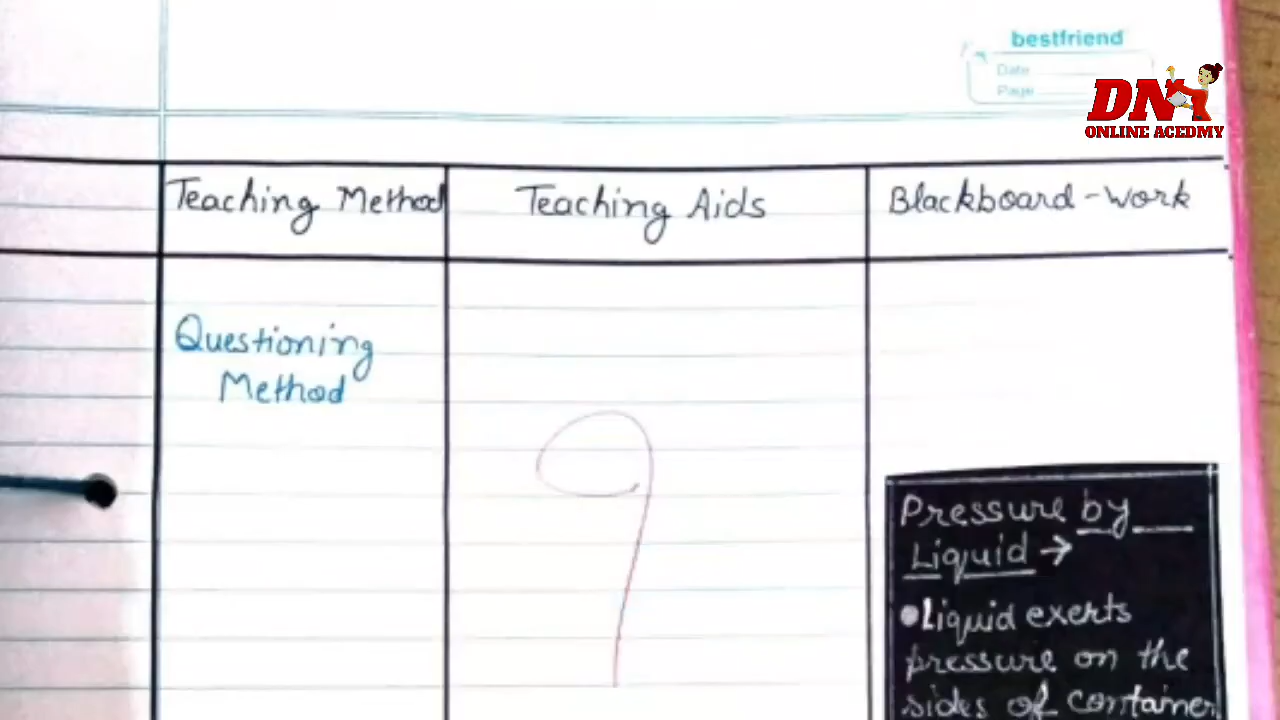 bestfriend
Date
Page
DN
ONLINE ACEDMY
Teaching Method
Teaching Aids
Blackboard-work
Questioning
Method
Pressure by
Liquid →
•Liquid exerts
pressure on the
sides of container